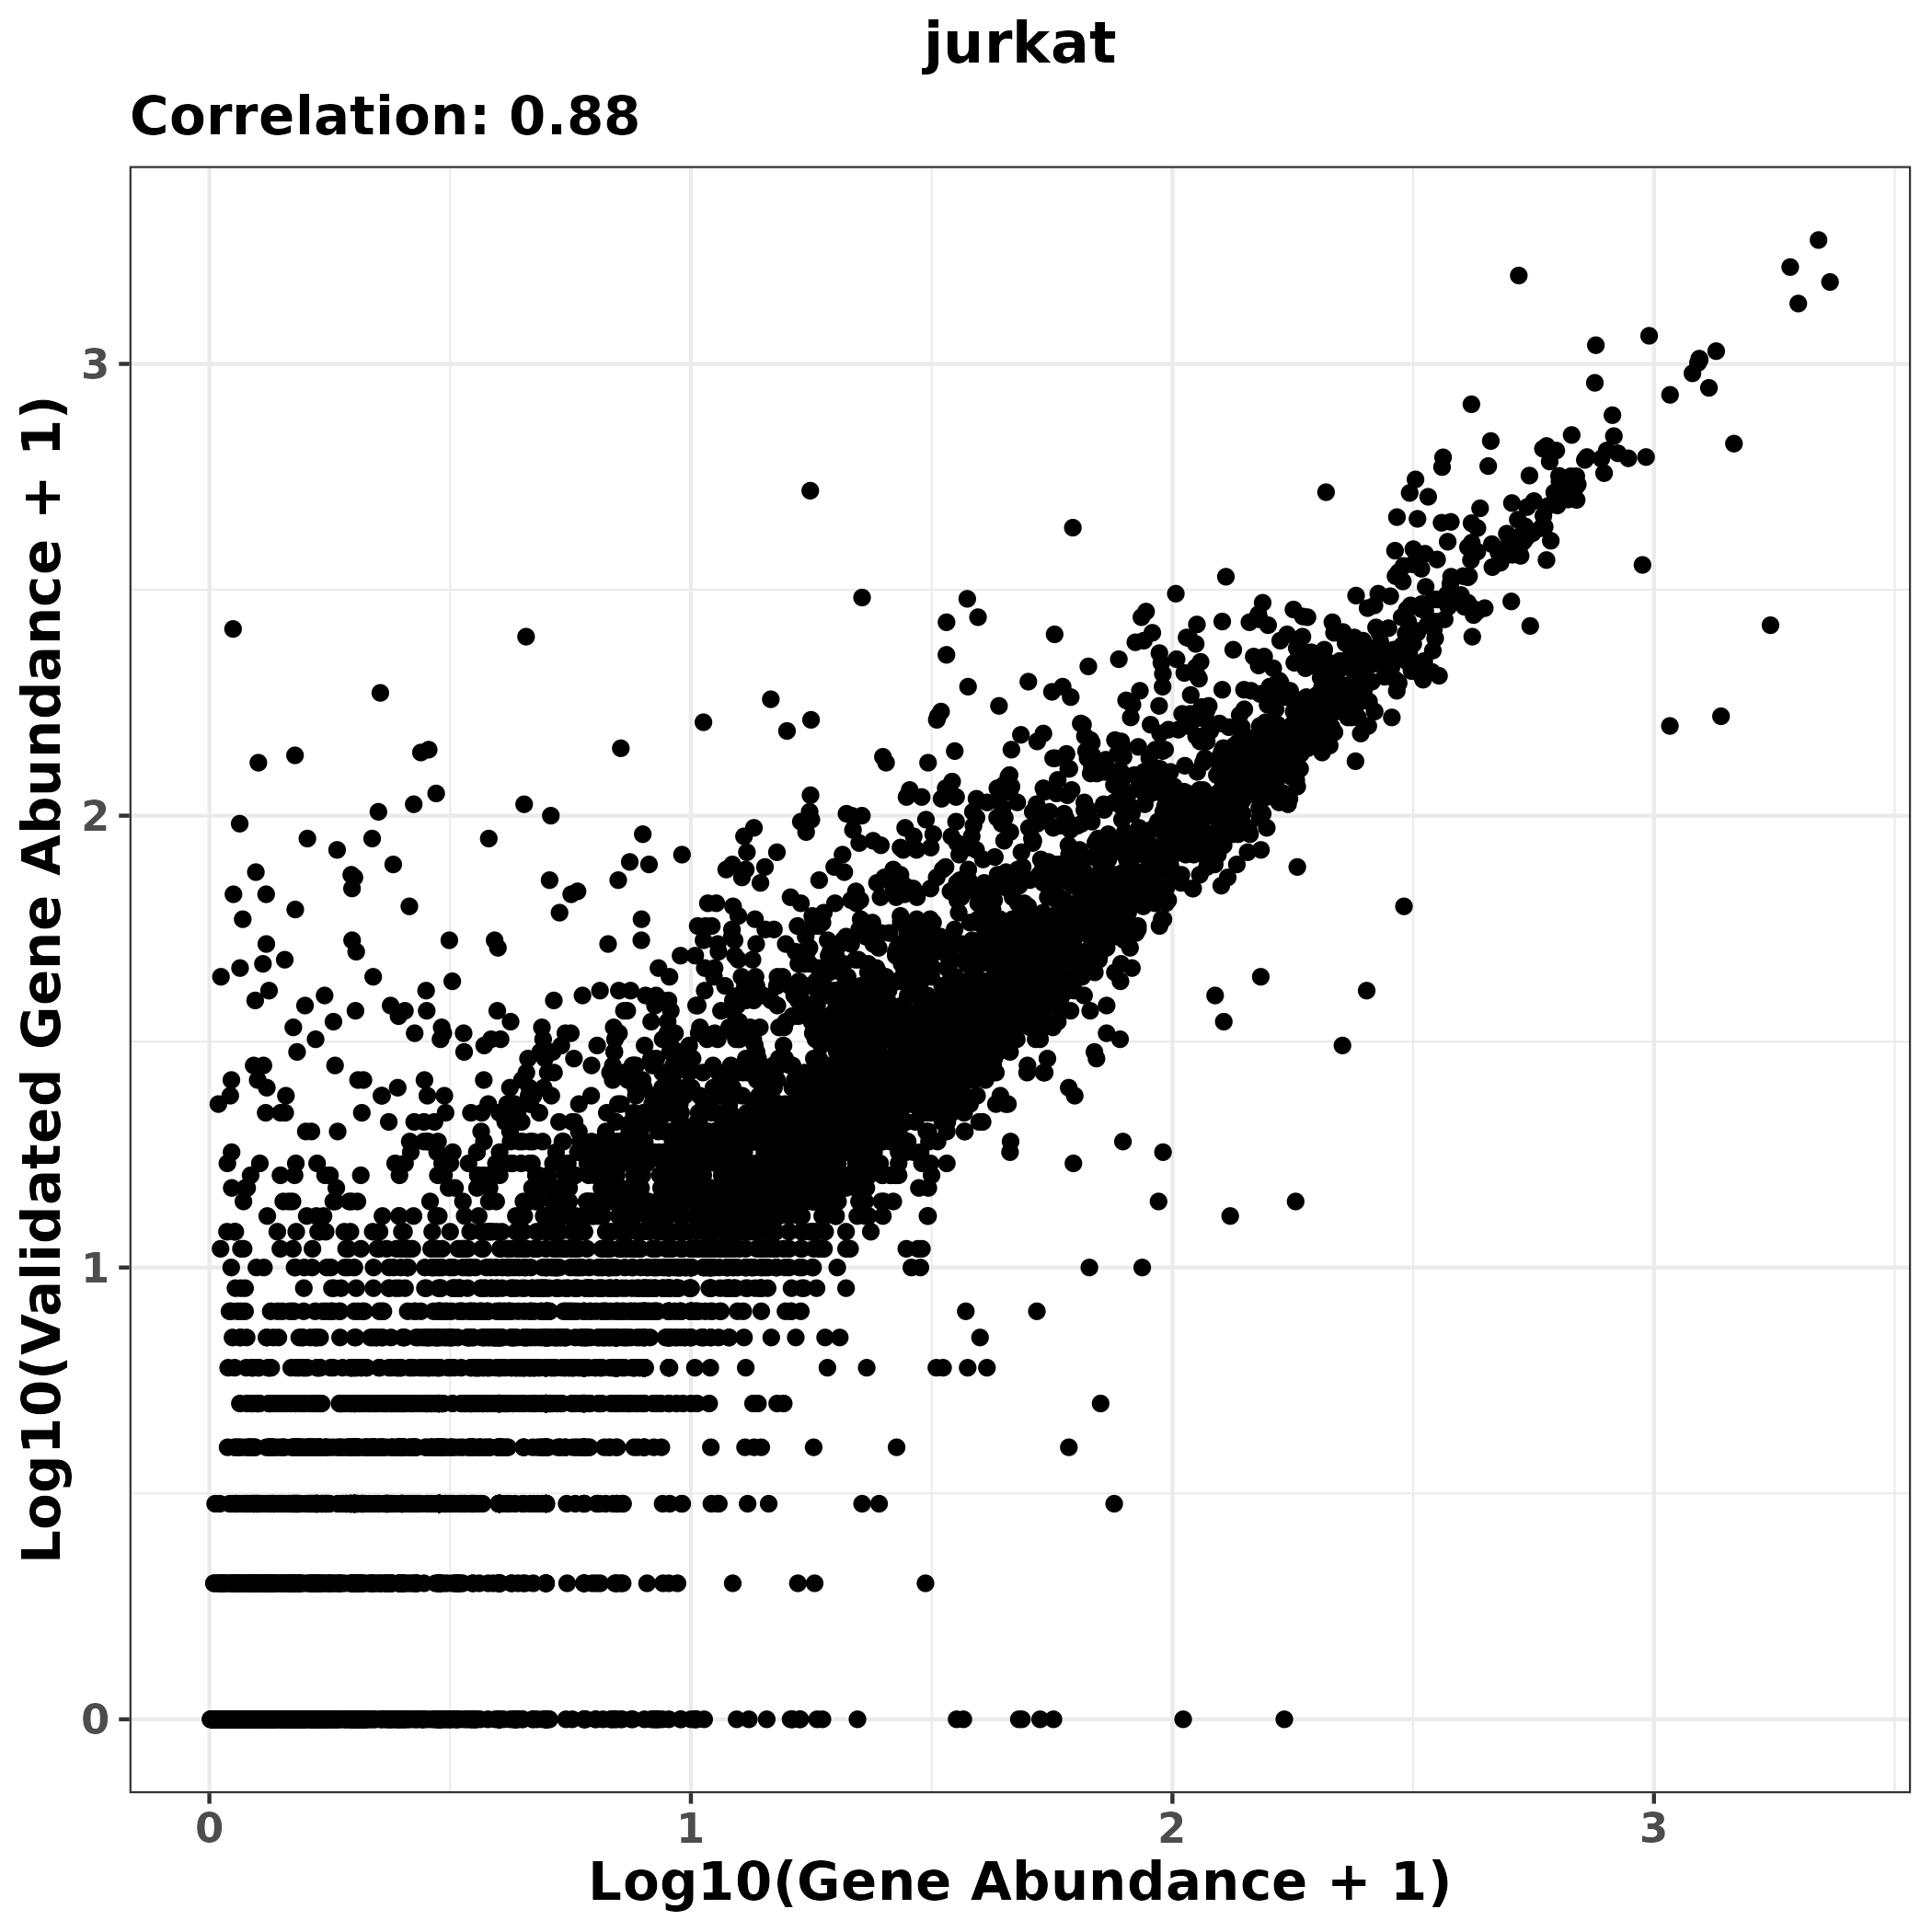 jurkat
Correlation: 0.88
Log10(Validated Gene Abundance + 1)
3
2
1
0
0 1 2 3
Log10(Gene Abundance + 1)